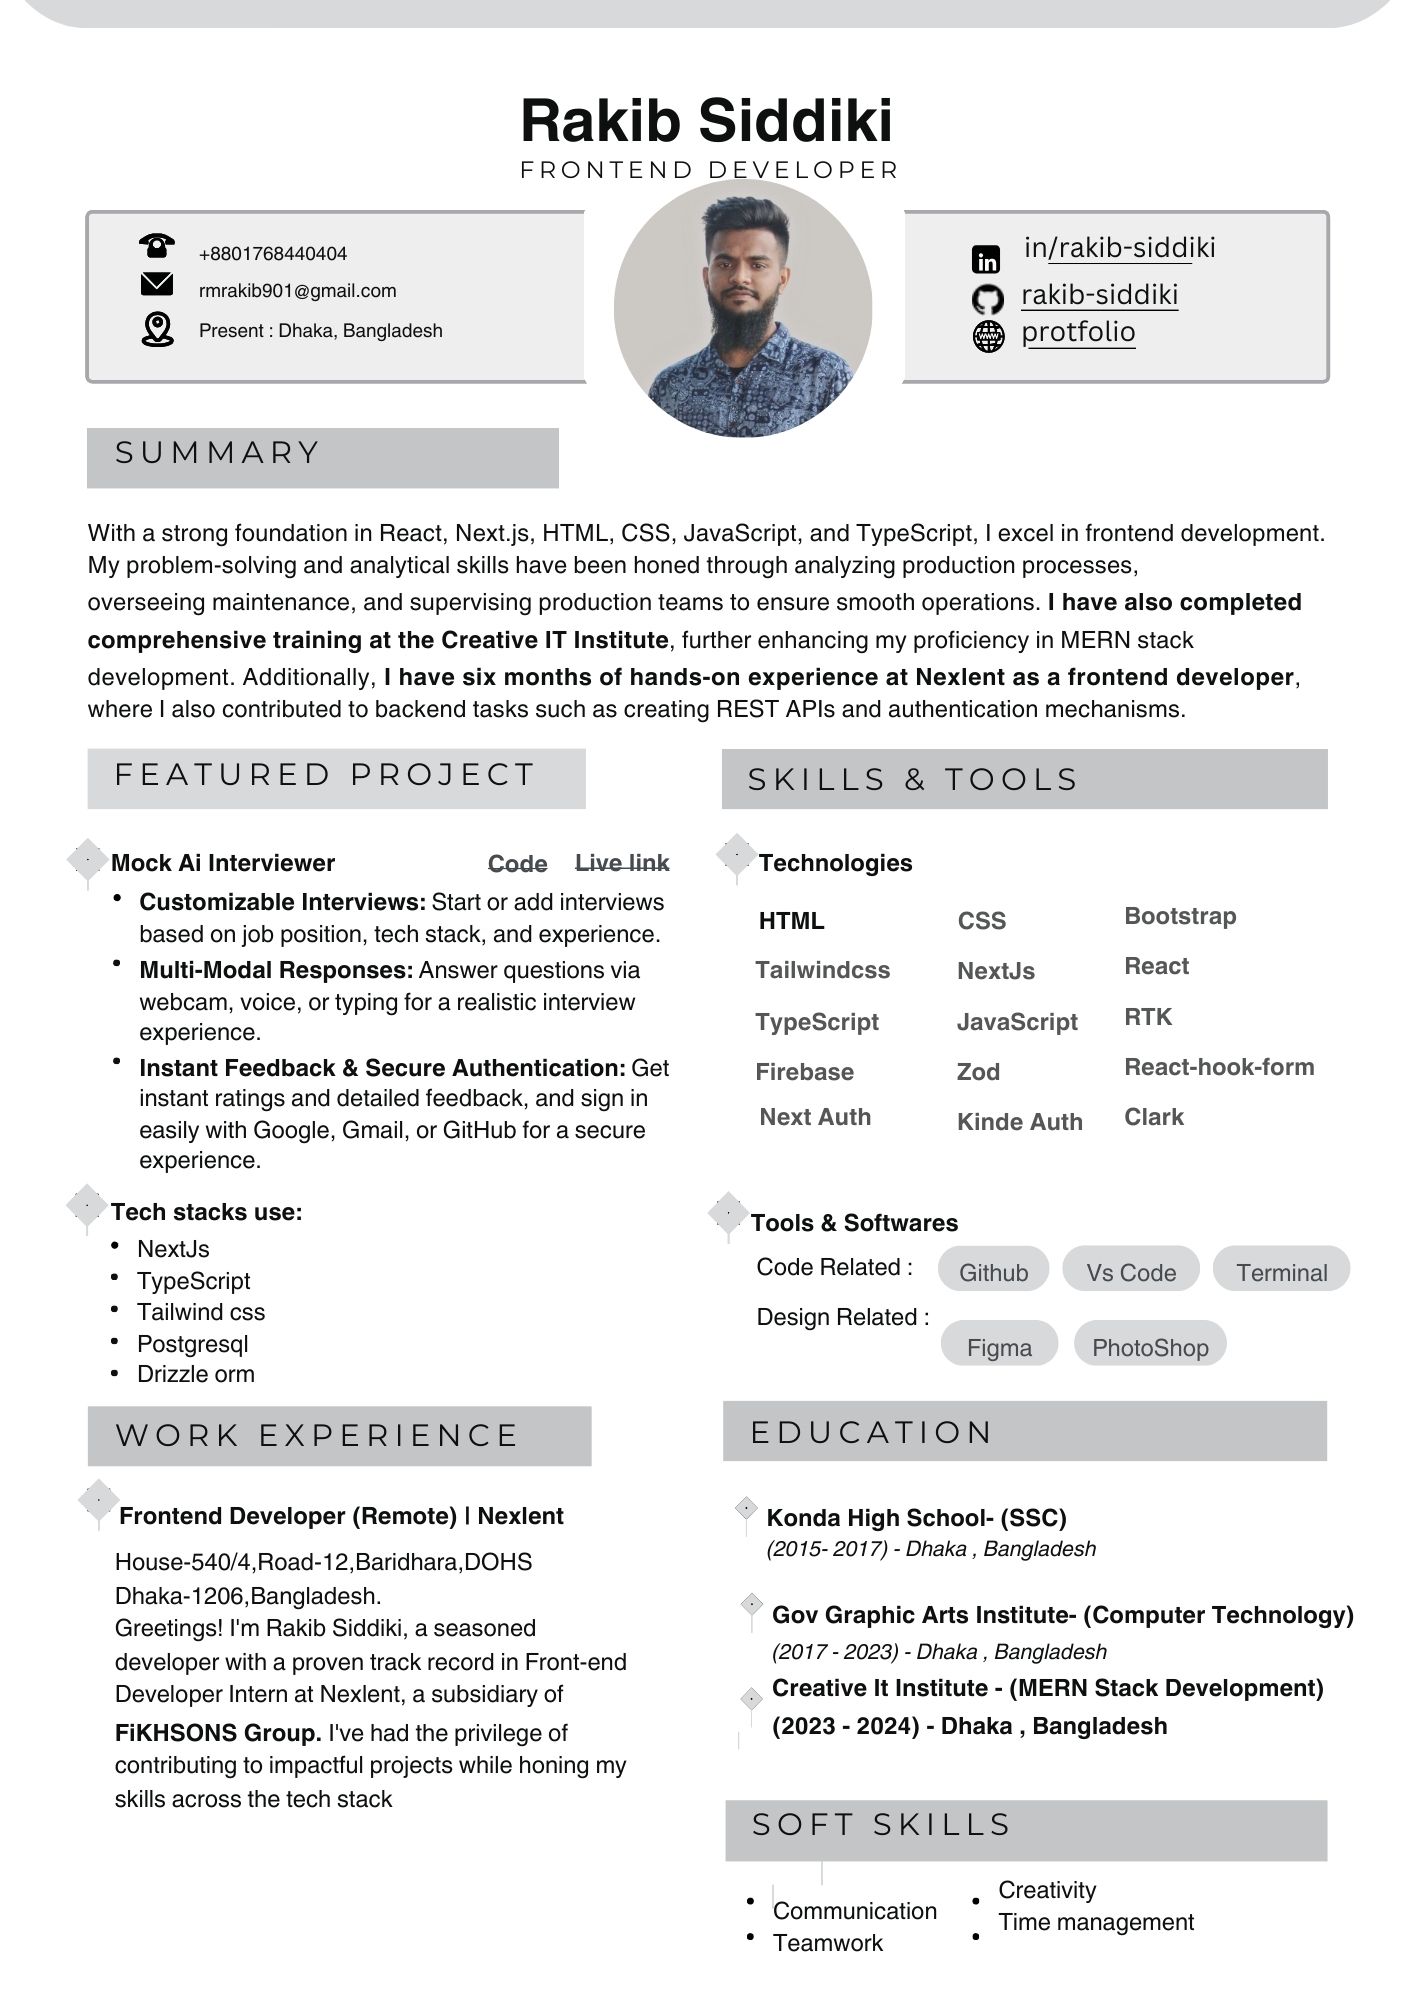 Rakib Siddiki
FRONTEND DEVELOPER
+8801768440404
rmrakib901@gmail.com
Present : Dhaka, Bangladesh
in/rakib-siddiki
rakib-siddiki
protfolio
SUMMARY
With a strong foundation in React, Next.js, HTML, CSS, JavaScript, and TypeScript, I excel in frontend development.
My problem-solving and analytical skills have been honed through analyzing production processes,
overseeing maintenance, and supervising production teams to ensure smooth operations. I have also completed
comprehensive training at the Creative IT Institute, further enhancing my proficiency in MERN stack
development. Additionally, I have six months of hands-on experience at Nexlent as a frontend developer,
where I also contributed to backend tasks such as creating REST APIs and authentication mechanisms.
FEATURED PROJECT
Mock Ai Interviewer Code Live link
• Customizable Interviews: Start or add interviews
based on job position, tech stack, and experience.
• Multi-Modal Responses: Answer questions via
webcam, voice, or typing for a realistic interview
experience.
• Instant Feedback & Secure Authentication: Get
instant ratings and detailed feedback, and sign in
easily with Google, Gmail, or GitHub for a secure
experience.
Tech stacks use:
• NextJs
• TypeScript
• Tailwind css
• Postgresql
• Drizzle orm
WORK EXPERIENCE
Frontend Developer (Remote) | Nexlent
House-540/4,Road-12,Baridhara,DOHS
Dhaka-1206,Bangladesh.
Greetings! I'm Rakib Siddiki, a seasoned
developer with a proven track record in Front-end
Developer Intern at Nexlent, a subsidiary of
FiKHSONS Group. I've had the privilege of
contributing to impactful projects while honing my
skills across the tech stack
SKILLS & TOOLS
Technologies
HTML CSS Bootstrap
Tailwindcss NextJs React
TypeScript JavaScript RTK
Firebase Zod React-hook-form
Next Auth Kinde Auth Clark
Tools & Softwares
Code Related : Github Vs Code Terminal
Design Related :
Figma PhotoShop
EDUCATION
Konda High School- (SSC)
(2015- 2017) - Dhaka , Bangladesh
Gov Graphic Arts Institute- (Computer Technology)
(2017 - 2023) - Dhaka , Bangladesh
Creative It Institute - (MERN Stack Development)
(2023 - 2024) - Dhaka , Bangladesh
SOFT SKILLS
• Communication
• Teamwork
• Creativity
• Time management